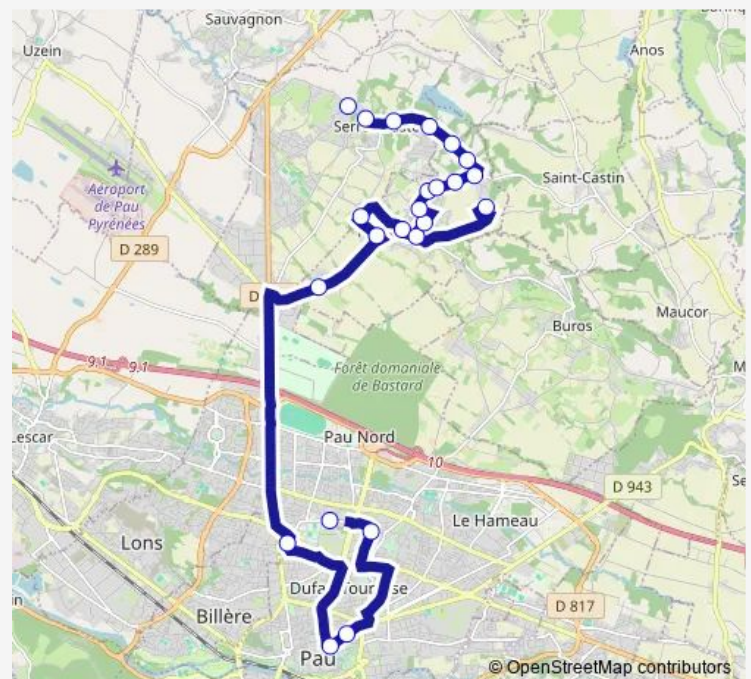 Sauvagnon
Uzein
Anos
Saint-Castin
Aéroport
de Pau
Pyrénées
D 289
Maucor
Buros
Forêt domaniale
de Bastard
9.1
9.1
Lescar
Pau Nord
10
D 943
Le Hameau
Lons
D 817
Billère
Pau
© OpenStreetMap contributors